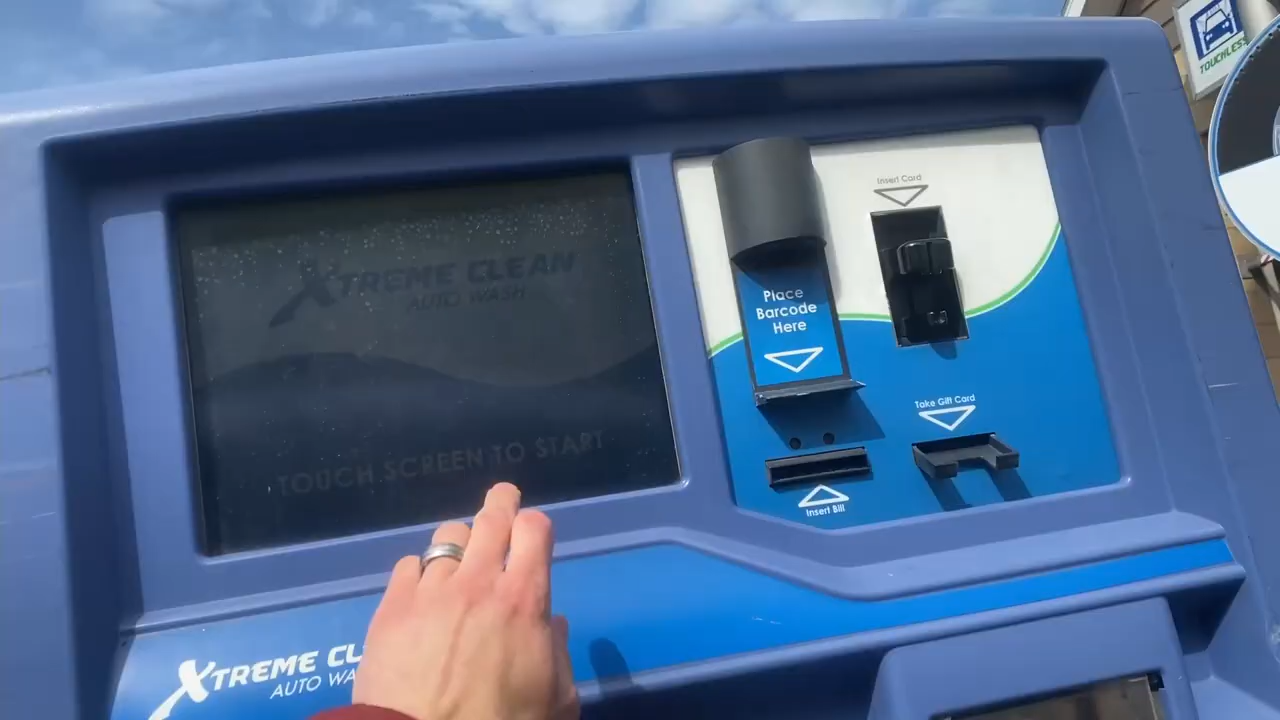 TOUCHLESS
Insert Card
XTREME CLEAN
AUTO WASH
Place
Barcode
Here
Take Gift Card
TOUCH SCREEN TO START
Insert Bill
XTREME CL
AUTO WA